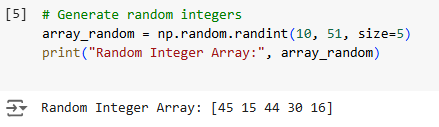 [5] # Generate random integers
array_random = np.random.randint(10, 51, size=5)
print("Random Integer Array:", array_random)
Random Integer Array: [45 15 44 30 16]